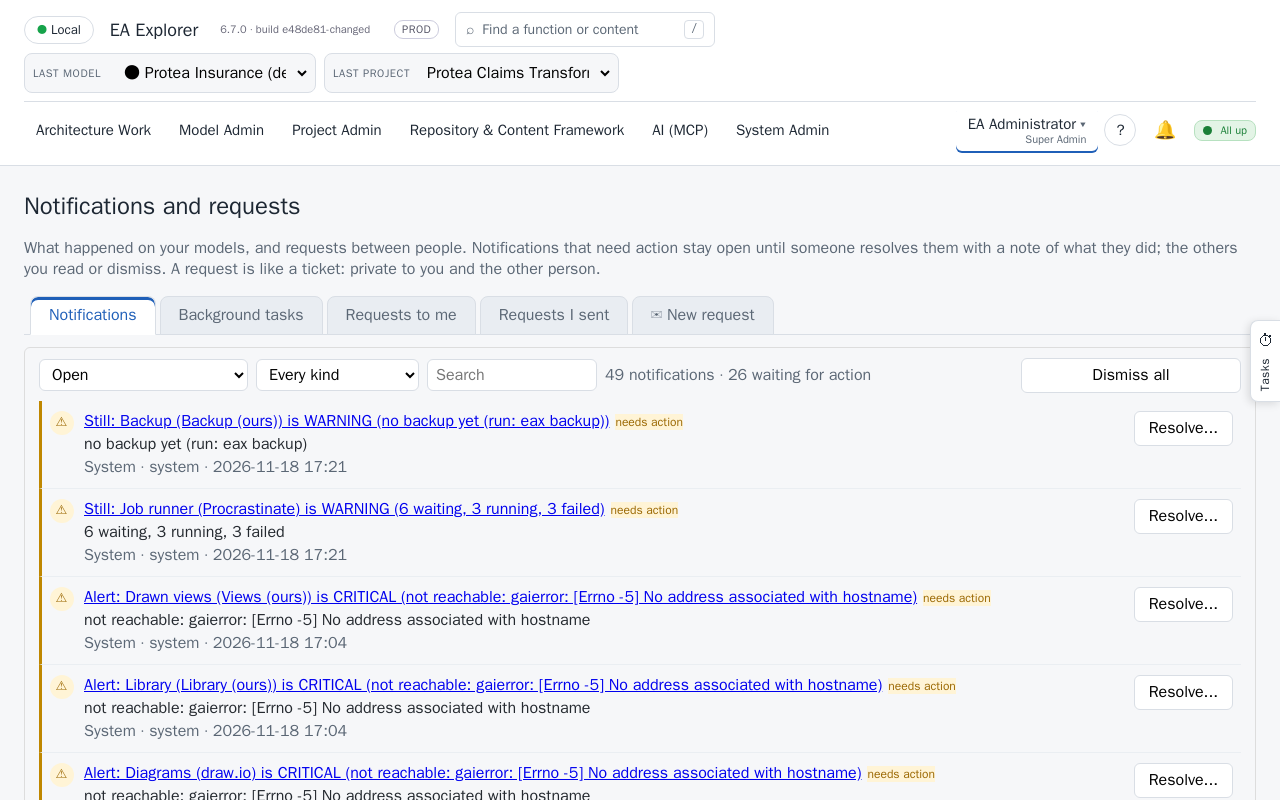 Local
EA Explorer
6.7.0 · build e48de81-changed
PROD
Find a function or content
/
LAST MODEL
Protea Insurance (de
LAST PROJECT
Protea Claims Transforr
Architecture Work
Model Admin
Project Admin
Repository & Content Framework
AI (MCP)
System Admin
EA Administrator ▾
Super Admin
?
All up
Notifications and requests
What happened on your models, and requests between people. Notifications that need action stay open until someone resolves them with a note of what they did; the others
you read or dismiss. A request is like a ticket: private to you and the other person.
Notifications
Background tasks
Requests to me
Requests I sent
✉ New request
Tasks
Open
Every kind
Search
49 notifications · 26 waiting for action
Dismiss all
Still: Backup (Backup (ours)) is WARNING (no backup yet (run: eax backup)) needs action
Resolve...
no backup yet (run: eax backup)
System · system · 2026-11-18 17:21
Still: Job runner (Procrastinate) is WARNING (6 waiting, 3 running, 3 failed) needs action
Resolve...
6 waiting, 3 running, 3 failed
System · system · 2026-11-18 17:21
Alert: Drawn views (Views (ours)) is CRITICAL (not reachable: gaierror: [Errno -5] No address associated with hostname) needs action
Resolve...
not reachable: gaierror: [Errno -5] No address associated with hostname
System · system · 2026-11-18 17:04
Alert: Library (Library (ours)) is CRITICAL (not reachable: gaierror: [Errno -5] No address associated with hostname) needs action
Resolve...
not reachable: gaierror: [Errno -5] No address associated with hostname
System · system · 2026-11-18 17:04
Alert: Diagrams (draw.io) is CRITICAL (not reachable: gaierror: [Errno -5] No address associated with hostname) needs action
Resolve...
not reachable: gaierror: [Errno -5] No address associated with hostname